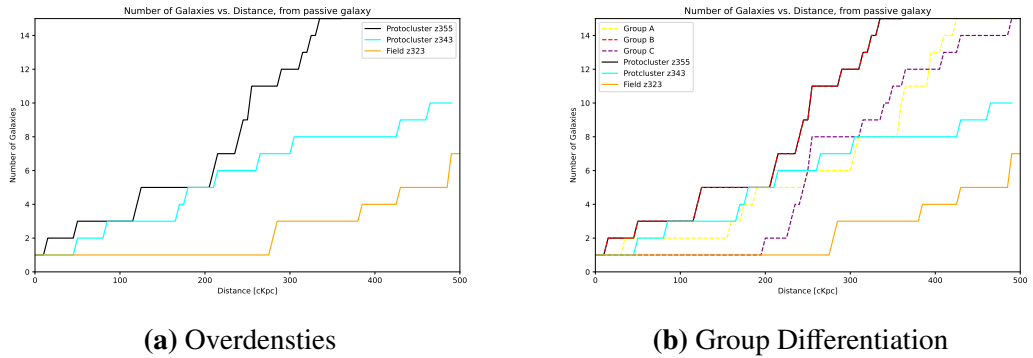 Number of Galaxies vs. Distance, from passive galaxy
14
12
10
8
6
4
2
0
Number of Galaxies
0 100 200 300 400 500
Distance [cKpc]
Protocluster z355
Protocluster z343
Field z323
(a) Overdensties
Number of Galaxies vs. Distance, from passive galaxy
14
12
10
8
6
4
2
0
Number of Galaxies
0 100 200 300 400 500
Distance [cKpc]
Group A
Group B
Group C
Protocluster z355
Protcluster z343
Field z323
(b) Group Differentiation